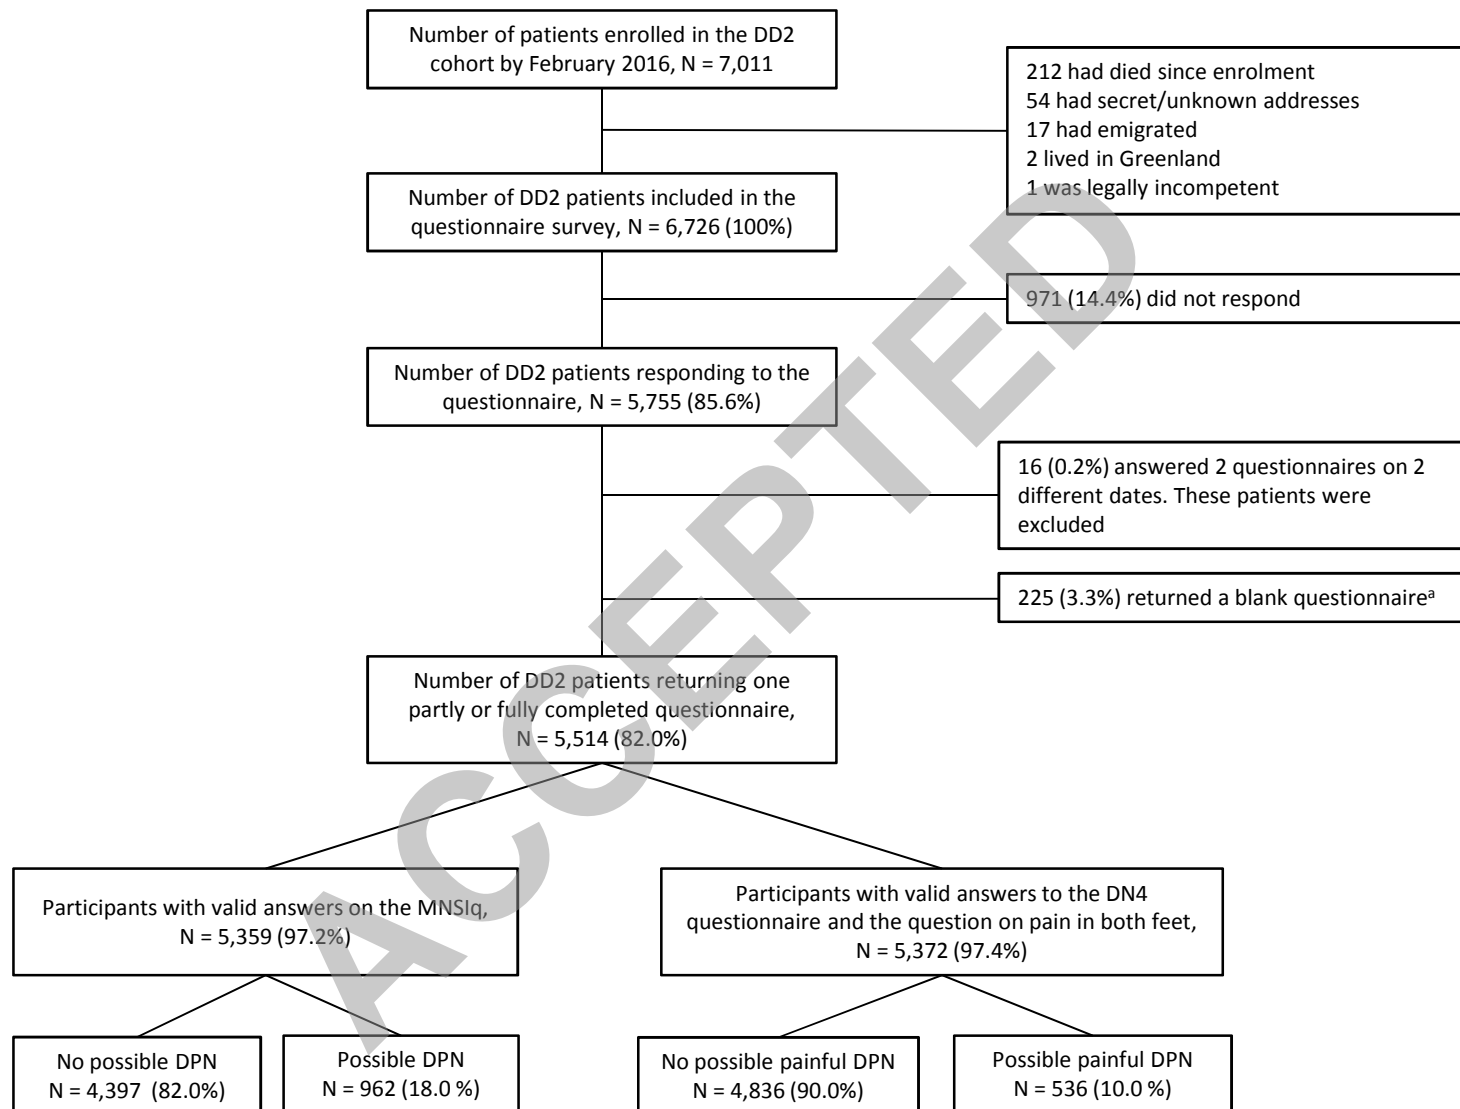 Number of patients enrolled in the DD2
cohort by February 2016, N = 7,011
212 had died since enrolment
54 had secret/unknown addresses
17 had emigrated
2 lived in Greenland
1 was legally incompetent
Number of DD2 patients included in the
questionnaire survey, N = 6,726 (100%)
971 (14.4%) did not respond
Number of DD2 patients responding to the
questionnaire, N = 5,755 (85.6%)
16 (0.2%) answered 2 questionnaires on 2
different dates. These patients were
excluded
225 (3.3%) returned a blank questionnaireᵃ
Number of DD2 patients returning one
partly or fully completed questionnaire,
N = 5,514 (82.0%)
Participants with valid answers on the MNSIq,
N = 5,359 (97.2%)
Participants with valid answers to the DN4
questionnaire and the question on pain in both feet,
N = 5,372 (97.4%)
No possible DPN
N = 4,397 (82.0%)
Possible DPN
N = 962 (18.0 %)
No possible painful DPN
N = 4,836 (90.0%)
Possible painful DPN
N = 536 (10.0 %)
ACCEPTED